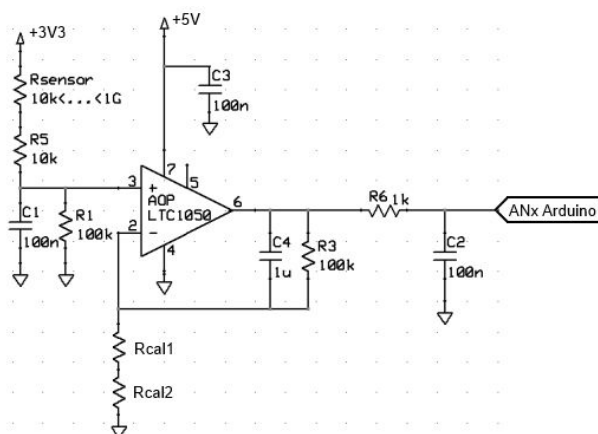 +3V3
+5V
Rsensor
10k<...<1G
C3
100n
R5
10k
7
3
+
5
AOP
LTC1050
6
R6
1k
ANx Arduino
C1
100n
R1
100k
2
-
4
C4
1u
R3
100k
C2
100n
Rcal1
Rcal2